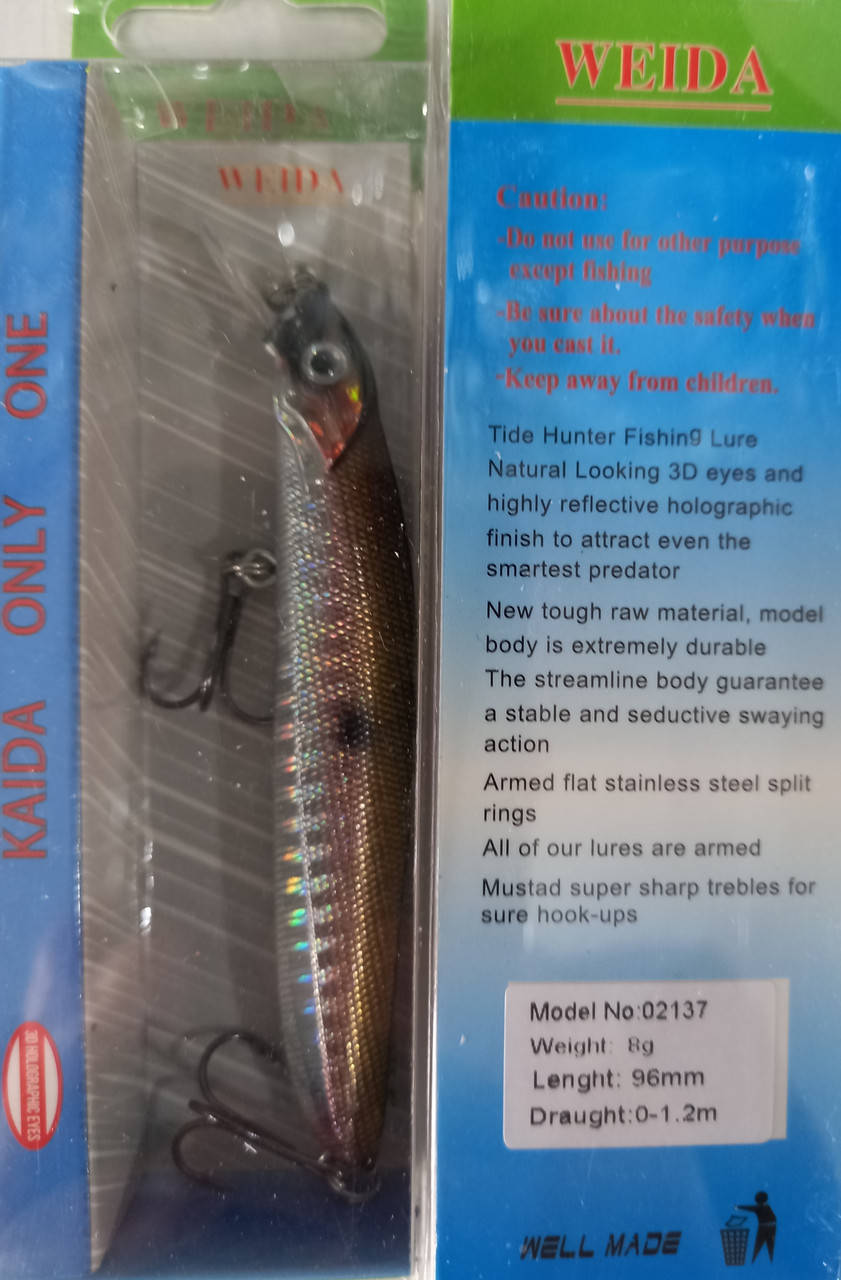 WEIDA
WEIDA
KAIDA ONLY ONE
3D HOLOGRAPHIC EYES
WEIDA
Caution:
-Do not use for other purpose
except fishing
-Be sure about the safety when
you cast it.
-Keep away from children.
Tide Hunter Fishing Lure
Natural Looking 3D eyes and
highly reflective holographic
finish to attract even the
smartest predator
New tough raw material, model
body is extremely durable
The streamline body guarantee
a stable and seductive swaying
action
Armed flat stainless steel split
rings
All of our lures are armed
Mustad super sharp trebles for
sure hook-ups
Model No:02137
Weight: 8g
Lenght: 96mm
Draught:0-1.2m
WELL MADE